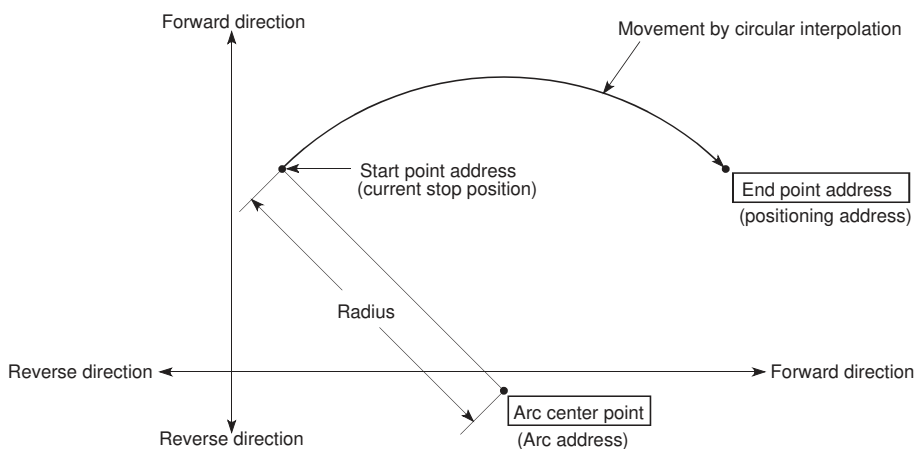 Forward direction
Movement by circular interpolation
Start point address
(current stop position)
End point address
(positioning address)
Radius
Reverse direction
Forward direction
Arc center point
(Arc address)
Reverse direction